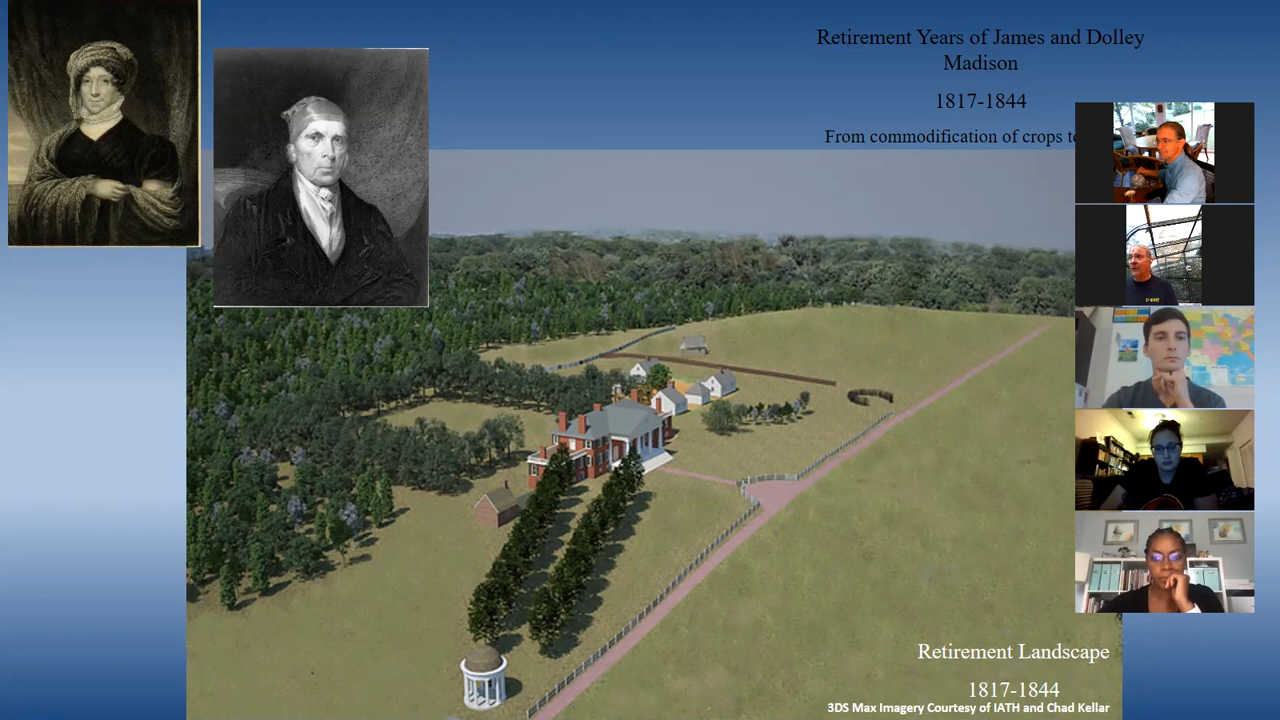 Retirement Years of James and Dolley
Madison
1817-1844
From commodification of crops
Retirement Landscape
1817-1844
3DS Max Imagery Courtesy of IATH and Chad Kellar